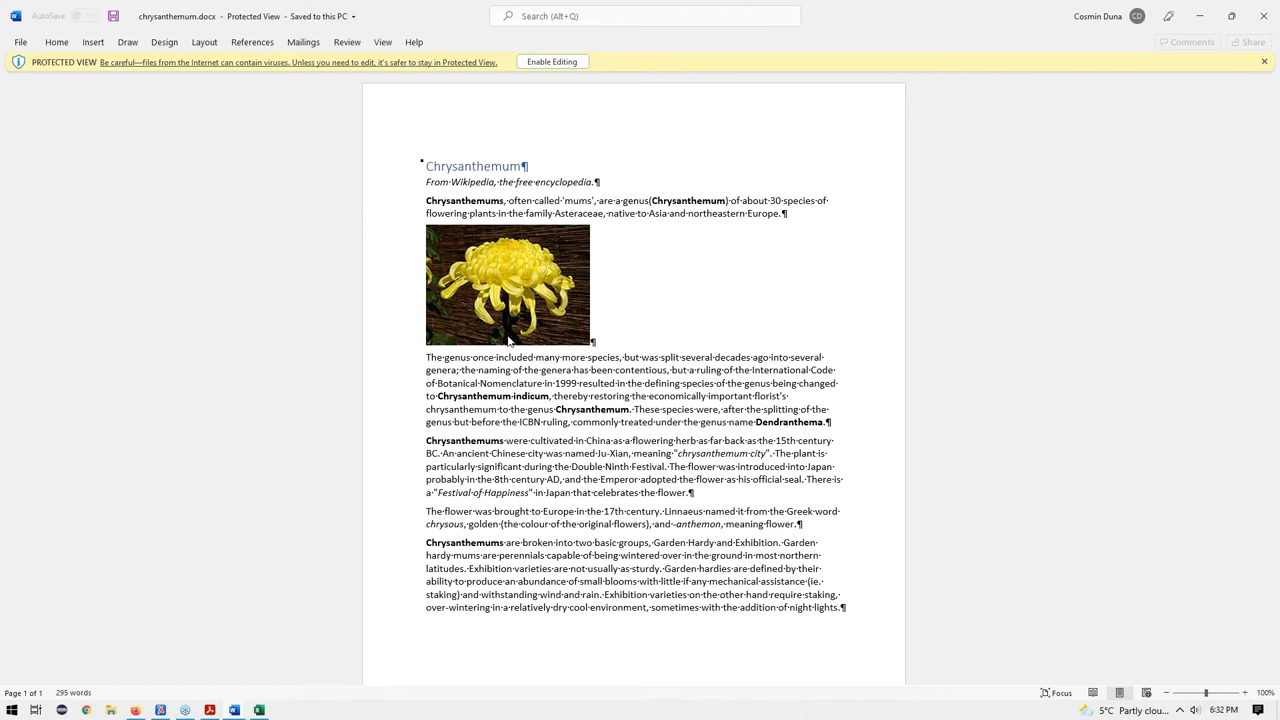 AutoSave
chrysanthemum.docx - Protected View - Saved to this PC
Search (Alt+Q)
Cosmin Duna
CD
File Home Insert Draw Design Layout References Mailings Review View Help
Comments Share
PROTECTED VIEW Be careful—files from the Internet can contain viruses. Unless you need to edit, it's safer to stay in Protected View. Enable Editing
Chrysanthemum¶
From·Wikipedia,·the·free·encyclopedia.¶
Chrysanthemums,·often·called·'mums',·are·a·genus(Chrysanthemum)·of·about·30·species·of·
flowering·plants·in·the·family·Asteraceae,·native·to·Asia·and·northeastern·Europe.¶
¶
The·genus·once·included·many·more·species,·but·was·split·several·decades·ago·into·several·
genera;·the·naming·of·the·genera·has·been·contentious,·but·a·ruling·of·the·International·Code·
of·Botanical·Nomenclature·in·1999·resulted·in·the·defining·species·of·the·genus·being·changed·
to·Chrysanthemum·indicum,·thereby·restoring·the·economically·important·florist's·
chrysanthemum·to·the·genus·Chrysanthemum.·These·species·were,·after·the·splitting·of·the·
genus·but·before·the·ICBN·ruling,·commonly·treated·under·the·genus·name·Dendranthema.¶
Chrysanthemums·were·cultivated·in·China·as·a·flowering·herb·as·far·back·as·the·15th·century·
BC.·An·ancient·Chinese·city·was·named·Ju-Xian,·meaning·"chrysanthemum·city".·The·plant·is·
particularly·significant·during·the·Double·Ninth·Festival.·The·flower·was·introduced·into·Japan·
probably·in·the·8th·century·AD,·and·the·Emperor·adopted·the·flower·as·his·official·seal.·There·is·
a·"Festival·of·Happiness"·in·Japan·that·celebrates·the·flower.¶
The·flower·was·brought·to·Europe·in·the·17th·century.·Linnaeus·named·it·from·the·Greek·word·
chrysous,·golden·(the·colour·of·the·original·flowers),·and·-anthemon,·meaning·flower.¶
Chrysanthemums·are·broken·into·two·basic·groups,·Garden·Hardy·and·Exhibition.·Garden·
hardy·mums·are·perennials·capable·of·being·wintered·over·in·the·ground·in·most·northern·
latitudes.·Exhibition·varieties·are·not·usually·as·sturdy.·Garden·hardies·are·defined·by·their·
ability·to·produce·an·abundance·of·small·blooms·with·little·if·any·mechanical·assistance·(ie.·
staking)·and·withstanding·wind·and·rain.·Exhibition·varieties·on·the·other·hand·require·staking,·
over-wintering·in·a·relatively·dry·cool·environment,·sometimes·with·the·addition·of·night·lights.¶
Page 1 of 1 295 words
Focus
100%
5°C Partly clou...
6:32 PM